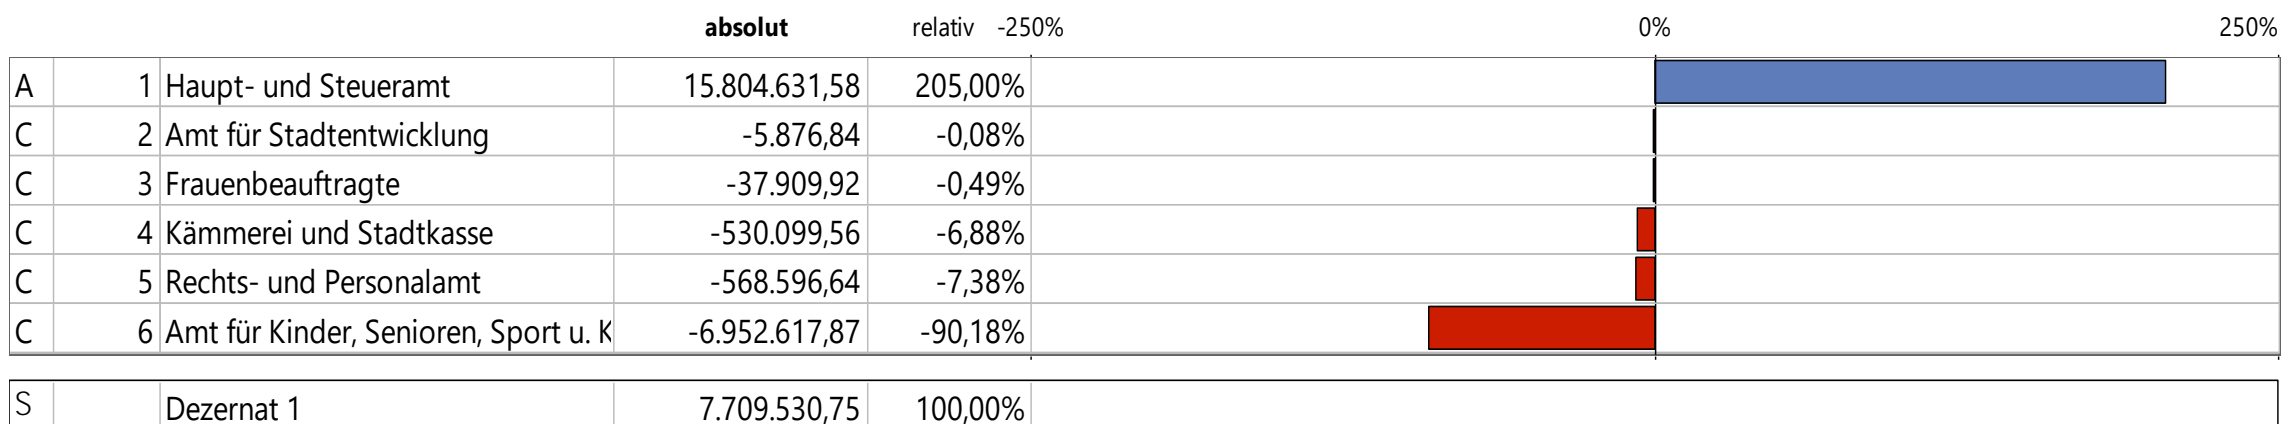 absolut relativ -250% 0% 250%
A 1 Haupt- und Steueramt 15.804.631,58 205,00%
C 2 Amt für Stadtentwicklung -5.876,84 -0,08%
C 3 Frauenbeauftragte -37.909,92 -0,49%
C 4 Kämmerei und Stadtkasse -530.099,56 -6,88%
C 5 Rechts- und Personalamt -568.596,64 -7,38%
C 6 Amt für Kinder, Senioren, Sport u. K -6.952.617,87 -90,18%
S Dezernat 1 7.709.530,75 100,00%